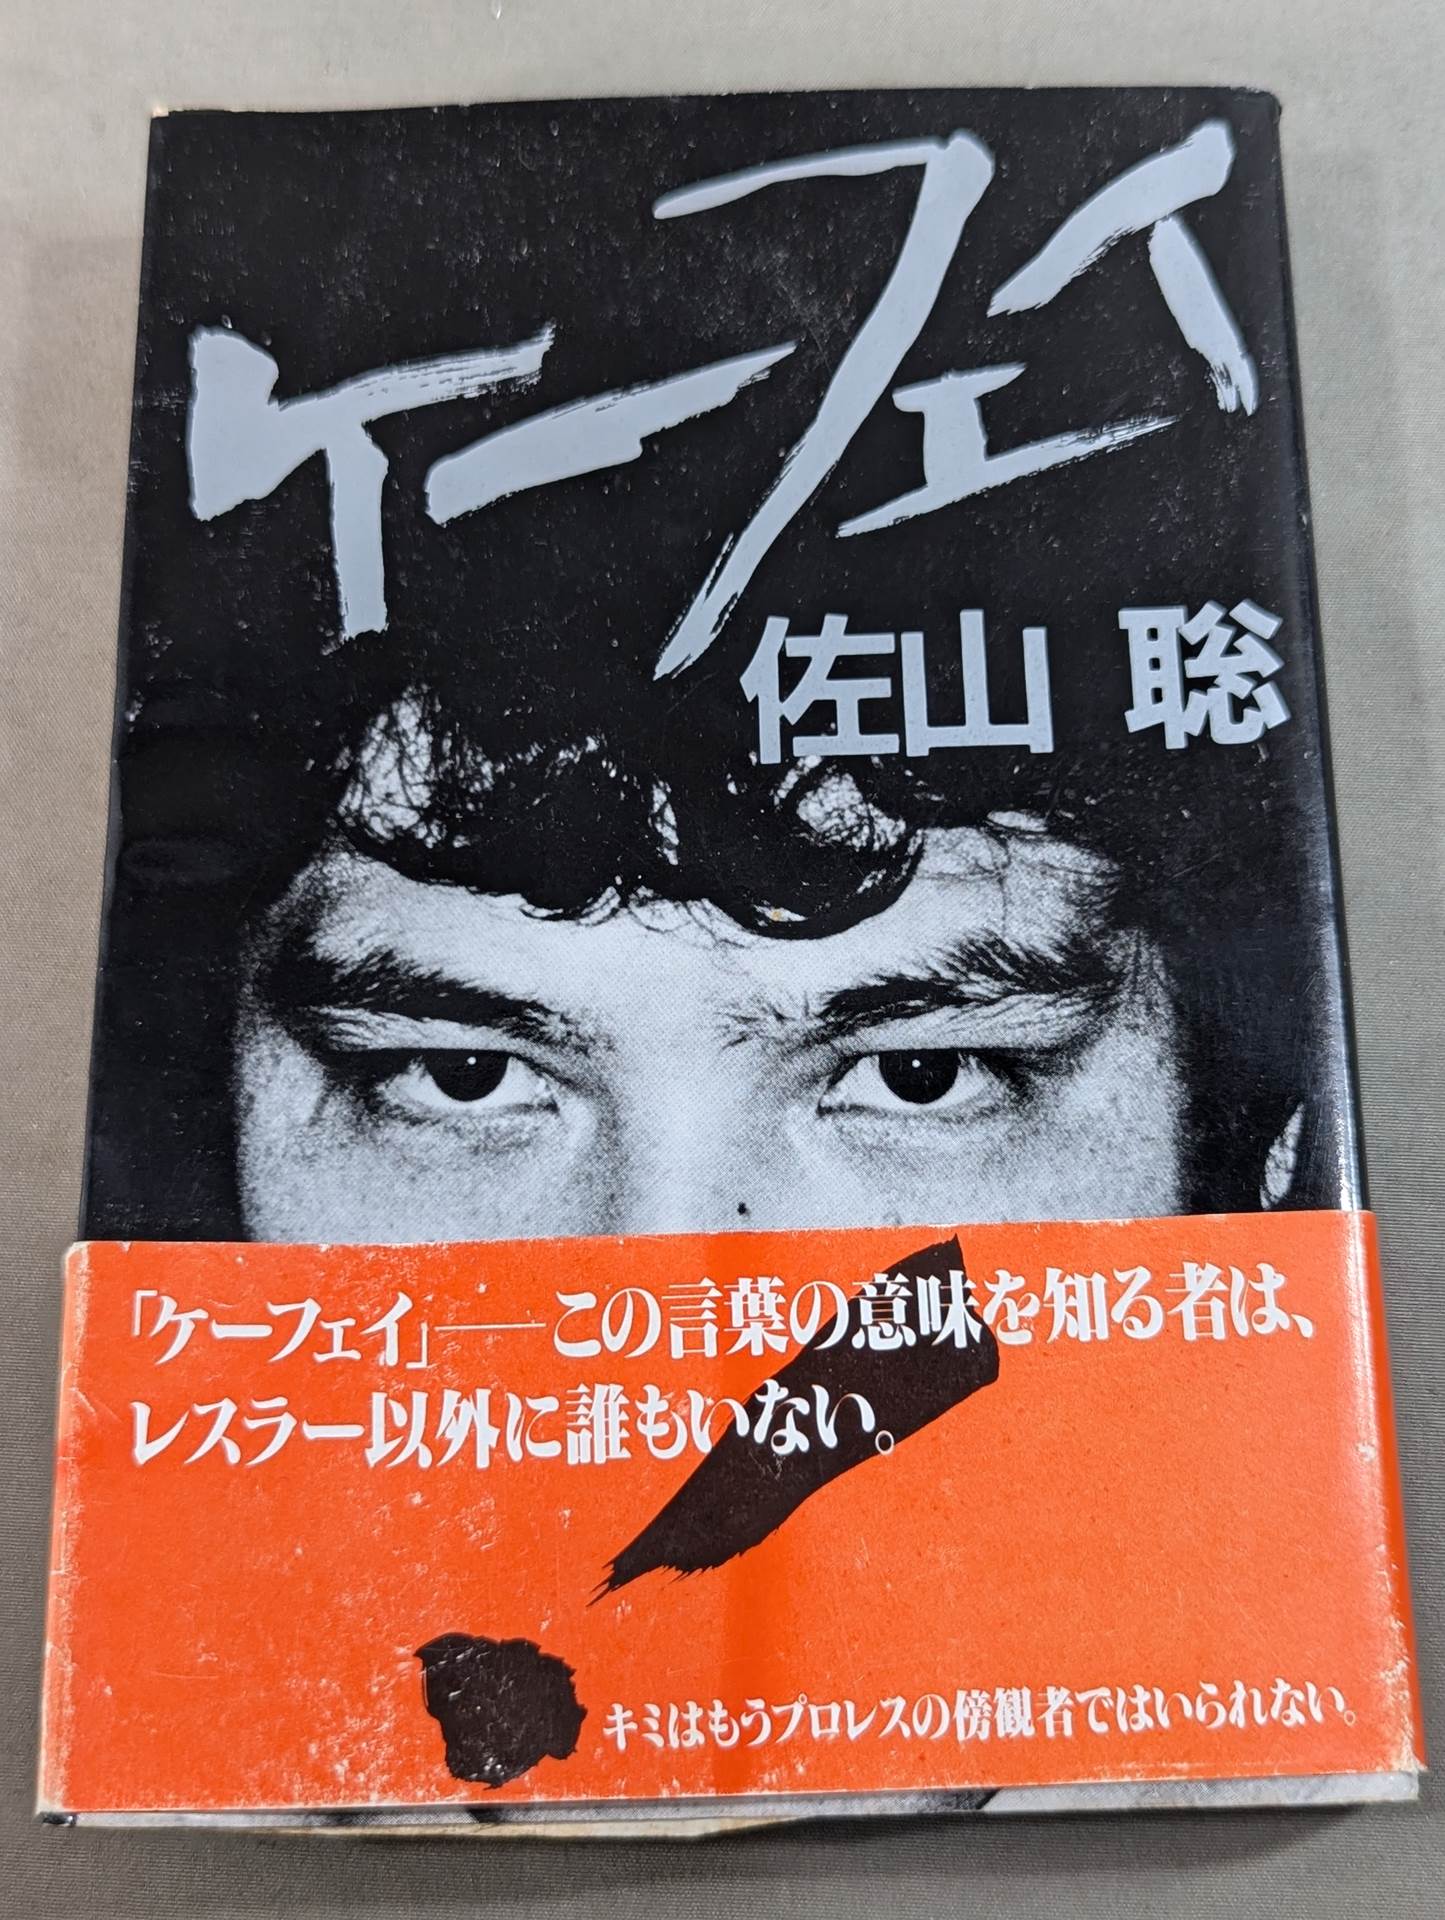 ケーフェイ
佐山 聡
「ケーフェイ」──この言葉の意味を知る者は、
レスラー以外に誰もいない。
キミはもうプロレスの傍観者ではいられない。